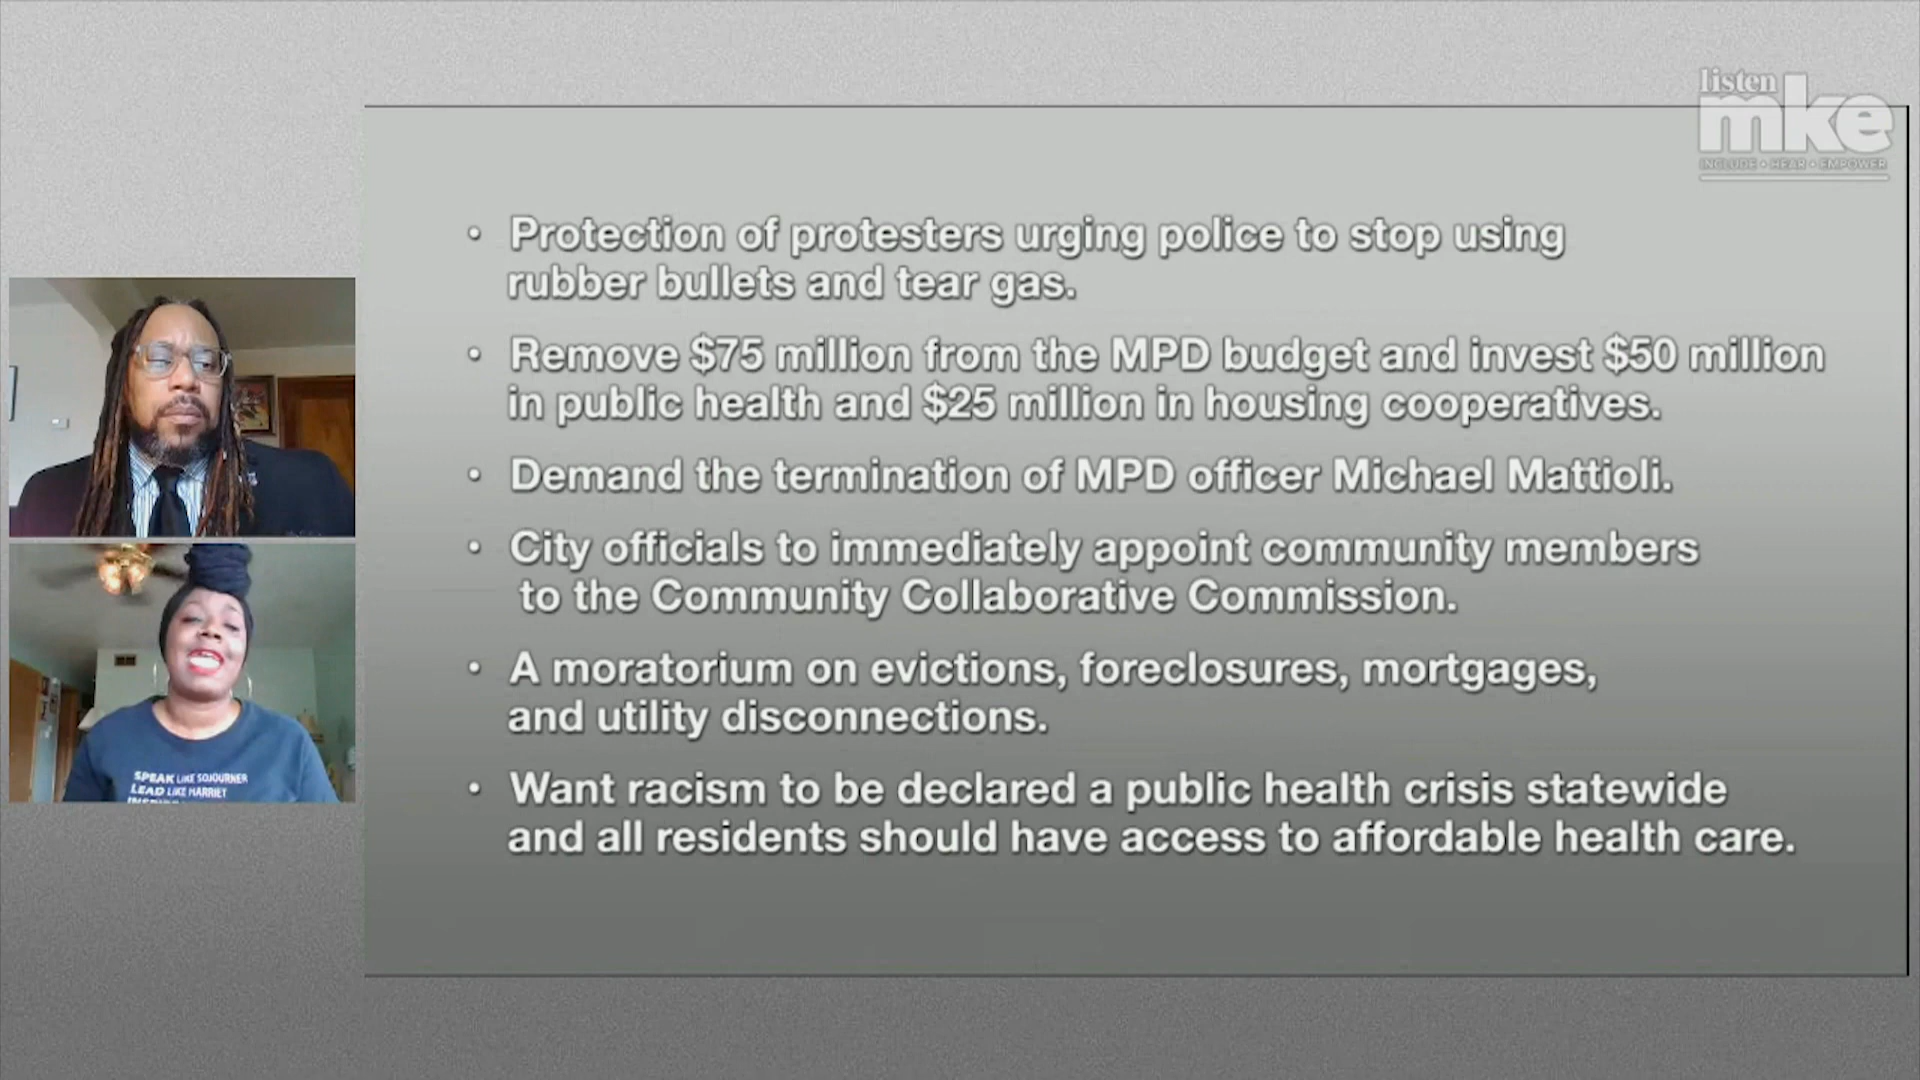 listen
mke
INCLUDE • HEAR • EMPOWER
• Protection of protesters urging police to stop using
rubber bullets and tear gas.
• Remove $75 million from the MPD budget and invest $50 million
in public health and $25 million in housing cooperatives.
• Demand the termination of MPD officer Michael Mattioli.
• City officials to immediately appoint community members
to the Community Collaborative Commission.
• A moratorium on evictions, foreclosures, mortgages,
and utility disconnections.
• Want racism to be declared a public health crisis statewide
and all residents should have access to affordable health care.
SPEAK LIKE SOJOURNER
LEAD LIKE HARRIET